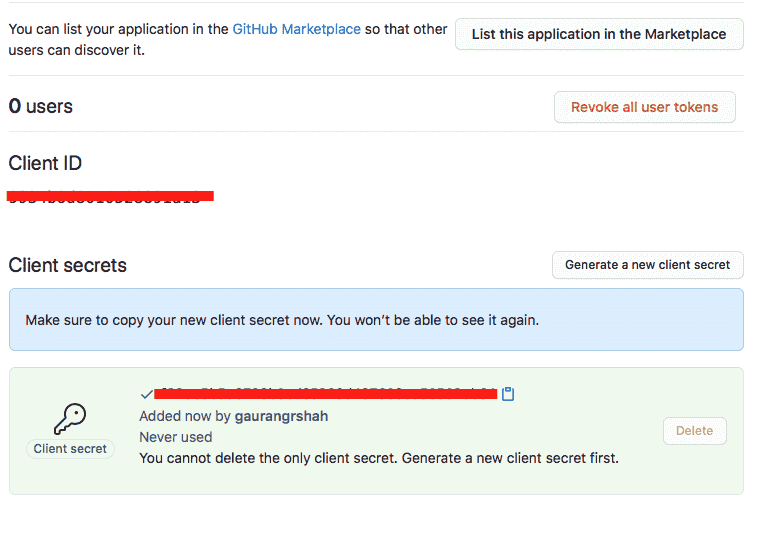 You can list your application in the GitHub Marketplace so that other
users can discover it.
List this application in the Marketplace
0 users
Revoke all user tokens
Client ID
Client secrets
Generate a new client secret
Make sure to copy your new client secret now. You won’t be able to see it again.
Client secret
Added now by gaurangrshah
Never used
You cannot delete the only client secret. Generate a new client secret first.
Delete